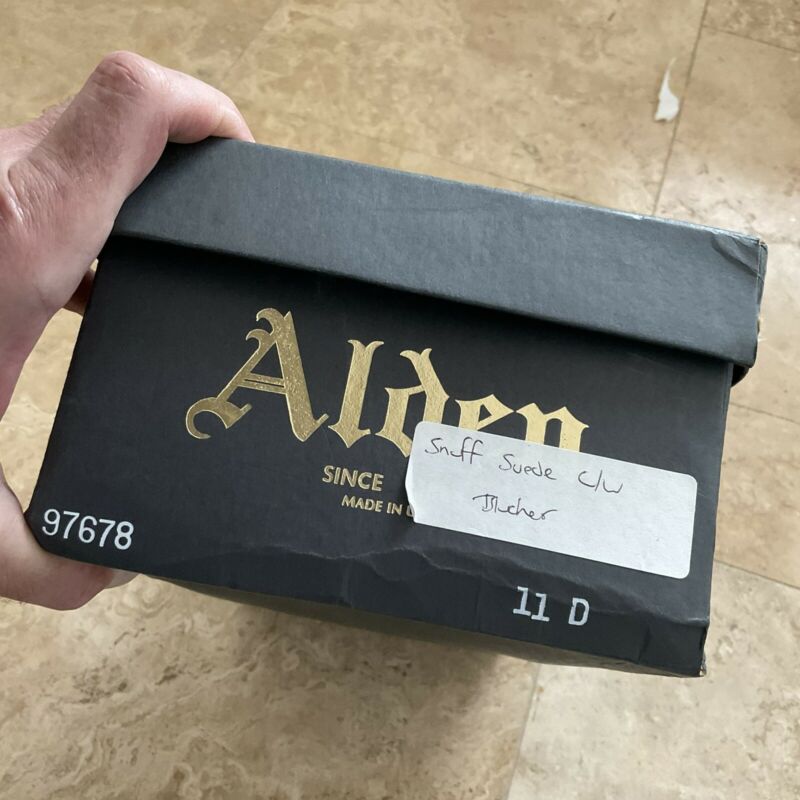 Alden
SINCE
MADE IN U
Snuff Suede C/W
Blucher
97678
11 D